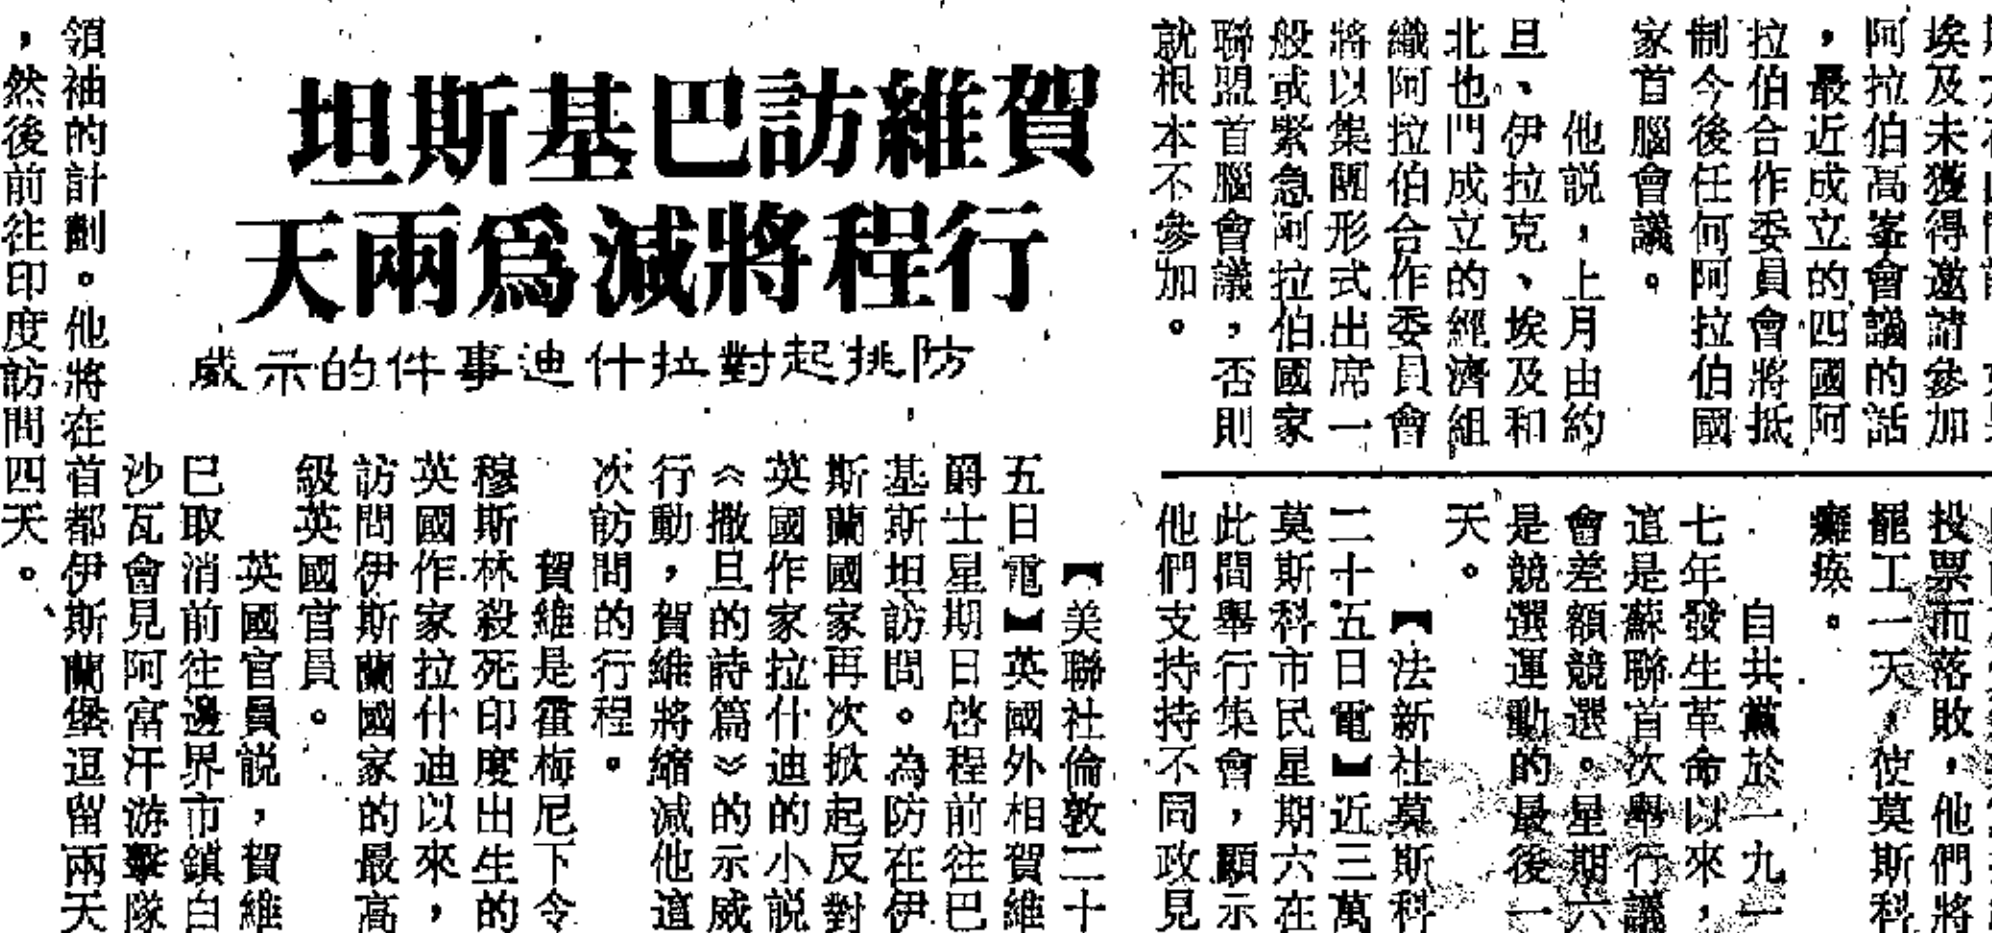 埃及未獲得邀請參加
阿拉伯高峯會議的話
，最近成立的四國阿
拉伯合作委員會將抵
制今後任何阿拉伯國
家首腦會議。
他説，上月由約
旦、伊拉克、埃及和
北也門成立的經濟組
織阿拉伯合作委員會
將以集團形式出席一
般或緊急阿拉伯國家
聯盟首腦會議，否則
就根本不參加。
投票而落敗，他們將
罷工一天，使莫斯科
癱瘓。
自共黨於一九一
七年發生革命以來，
這是蘇聯首次舉行議
會差額競選。星期六
是競選運動的最後一
天。
【法新社莫斯科
二十五日電】近三萬
莫斯科市民星期六在
此間舉行集會，顯示
他們支持持不同政見
賀維訪巴基斯坦
行程將減爲兩天
防挑起對拉什迪事件的示威
【美聯社倫敦二十
五日電】英國外相賀維
爵士星期日啓程前往巴
基斯坦訪問。為防在伊
斯蘭國家再次掀起反對
英國作家拉什迪的小説
《撒旦的詩篇》的示威
行動，賀維將縮減他這
次訪問的行程。
賀維是霍梅尼下令
穆斯林殺死印度出生的
英國作家拉什迪以來，
訪問伊斯蘭國家的最高
級英國官員。
英國官員説，賀維
已取消前往邊界市鎮白
沙瓦會見阿富汗游擊隊
領袖的計劃。他將在首都伊斯蘭堡逗留兩天
，然後前往印度訪問四天。